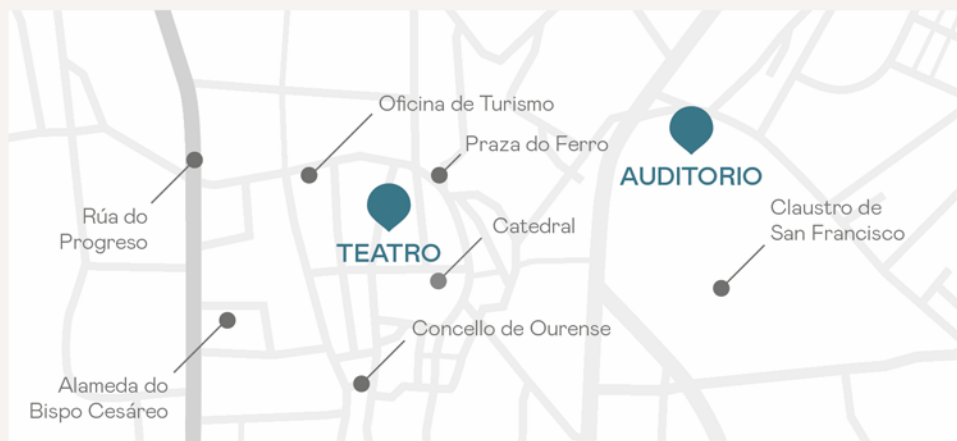 Oficina de Turismo
Praza do Ferro
AUDITORIO
Rúa do
Progreso
Claustro de
San Francisco
Catedral
TEATRO
Concello de Ourense
Alameda do
Bispo Cesáreo